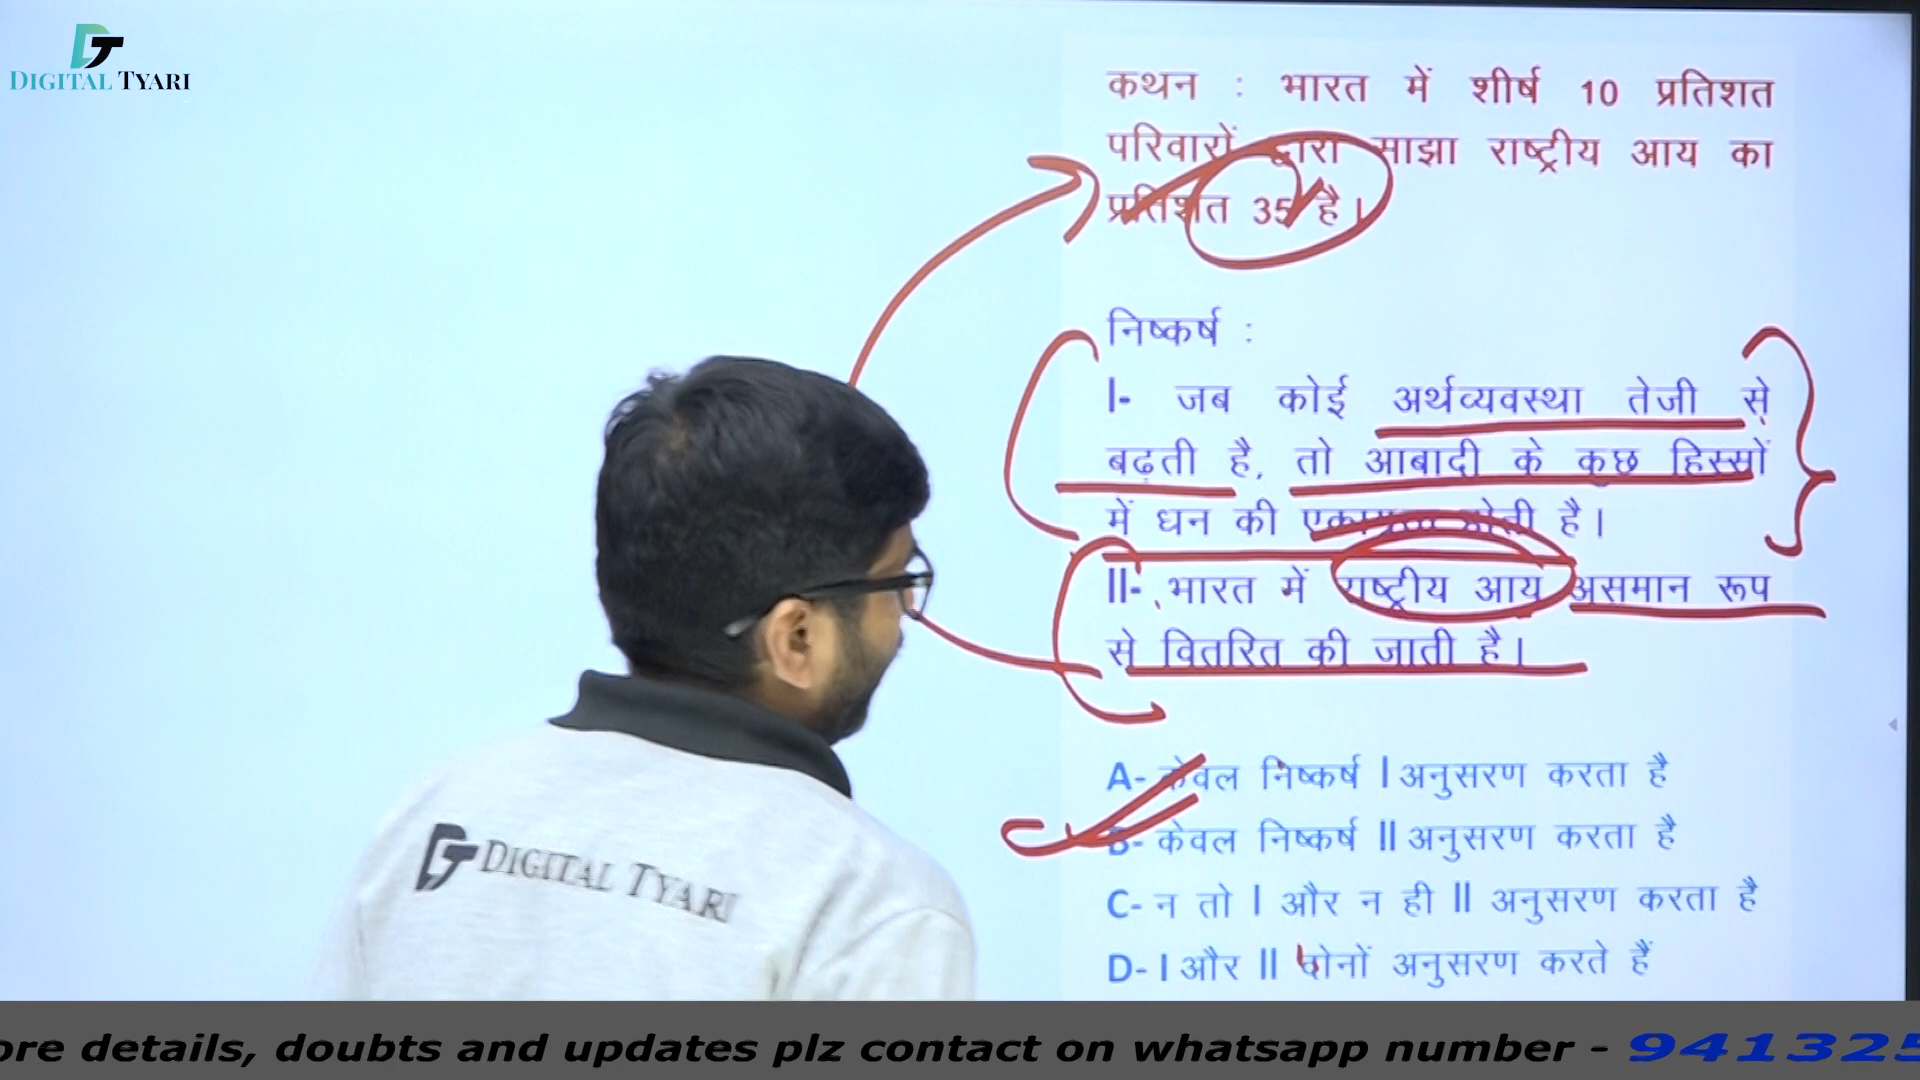 DIGITAL TYARI
कथन : भारत में शीर्ष 10 प्रतिशत
परिवारों द्वारा साझा राष्ट्रीय आय का
प्रतिशत 35 है।
निष्कर्ष :
I- जब कोई अर्थव्यवस्था तेजी से
बढ़ती है, तो आबादी के कुछ हिस्सों
में धन की होती है।
II- भारत में राष्ट्रीय आय असमान रूप
से वितरित की जाती है।
A- केवल निष्कर्ष I अनुसरण करता है
B- केवल निष्कर्ष II अनुसरण करता है
C- न तो I और न ही II अनुसरण करता है
D- I और II दोनों अनुसरण करते हैं
DIGITAL TYARI
ore details, doubts and updates plz contact on whatsapp number - 941325